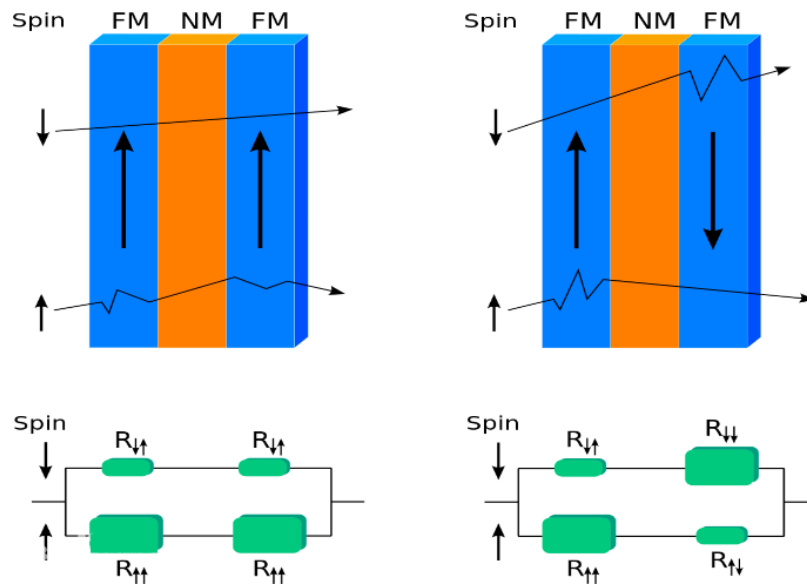 Spin FM NM FM
Spin FM NM FM
Spin
R↓↑ R↓↑
R↑↑ R↑↑
Spin
R↓↑ R↓↓
R↑↑ R↑↓